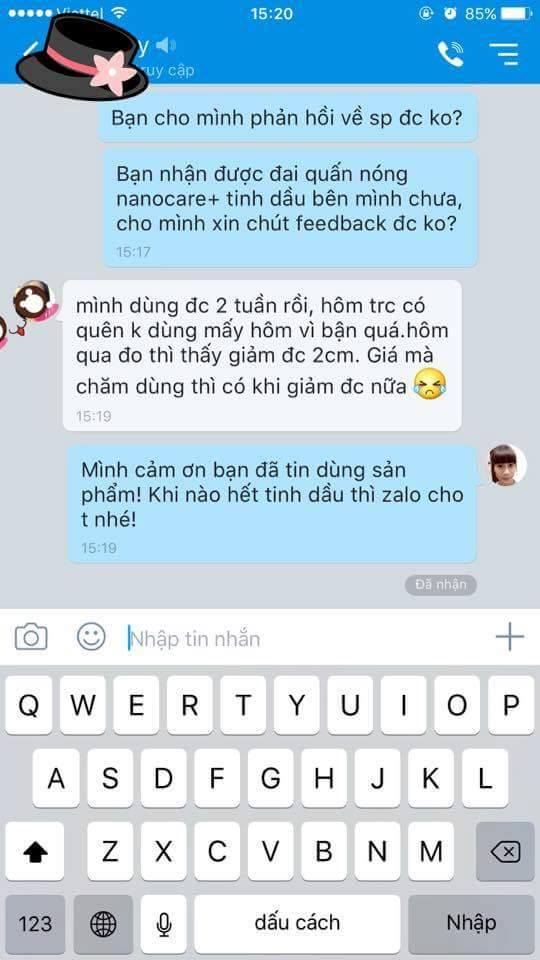 Viettel
15:20
85%
y
ruy cập
Bạn cho mình phản hồi về sp đc ko?
Bạn nhận được đai quấn nóng
nanocare+ tinh dầu bên mình chưa,
cho mình xin chút feedback đc ko?
15:17
mình dùng đc 2 tuần rồi, hôm trc có
quên k dùng mấy hôm vì bận quá.hôm
qua đo thì thấy giảm đc 2cm. Giá mà
chăm dùng thì có khi giảm đc nữa
15:19
Mình cảm ơn bạn đã tin dùng sản
phẩm! Khi nào hết tinh dầu thì zalo cho
t nhé!
15:19
Đã nhận
Nhập tin nhắn
Q W E R T Y U I O P
A S D F G H J K L
Z X C V B N M
123 dấu cách Nhập